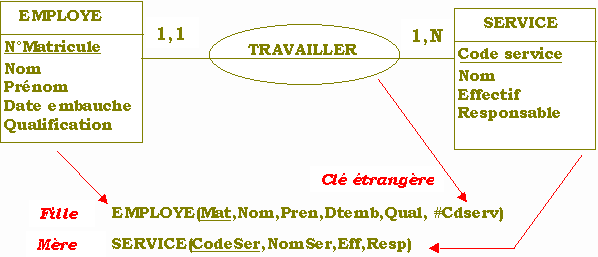 EMPLOYE
N°Matricule
Nom
Prénom
Date embauche
Qualification
1,1
TRAVAILLER
1,N
SERVICE
Code service
Nom
Effectif
Responsable
Clé étrangère
Fille EMPLOYE(Mat,Nom,Pren,Dtemb,Qual, #Cdserv)
Mère SERVICE(CodeSer,NomSer,Eff,Resp)